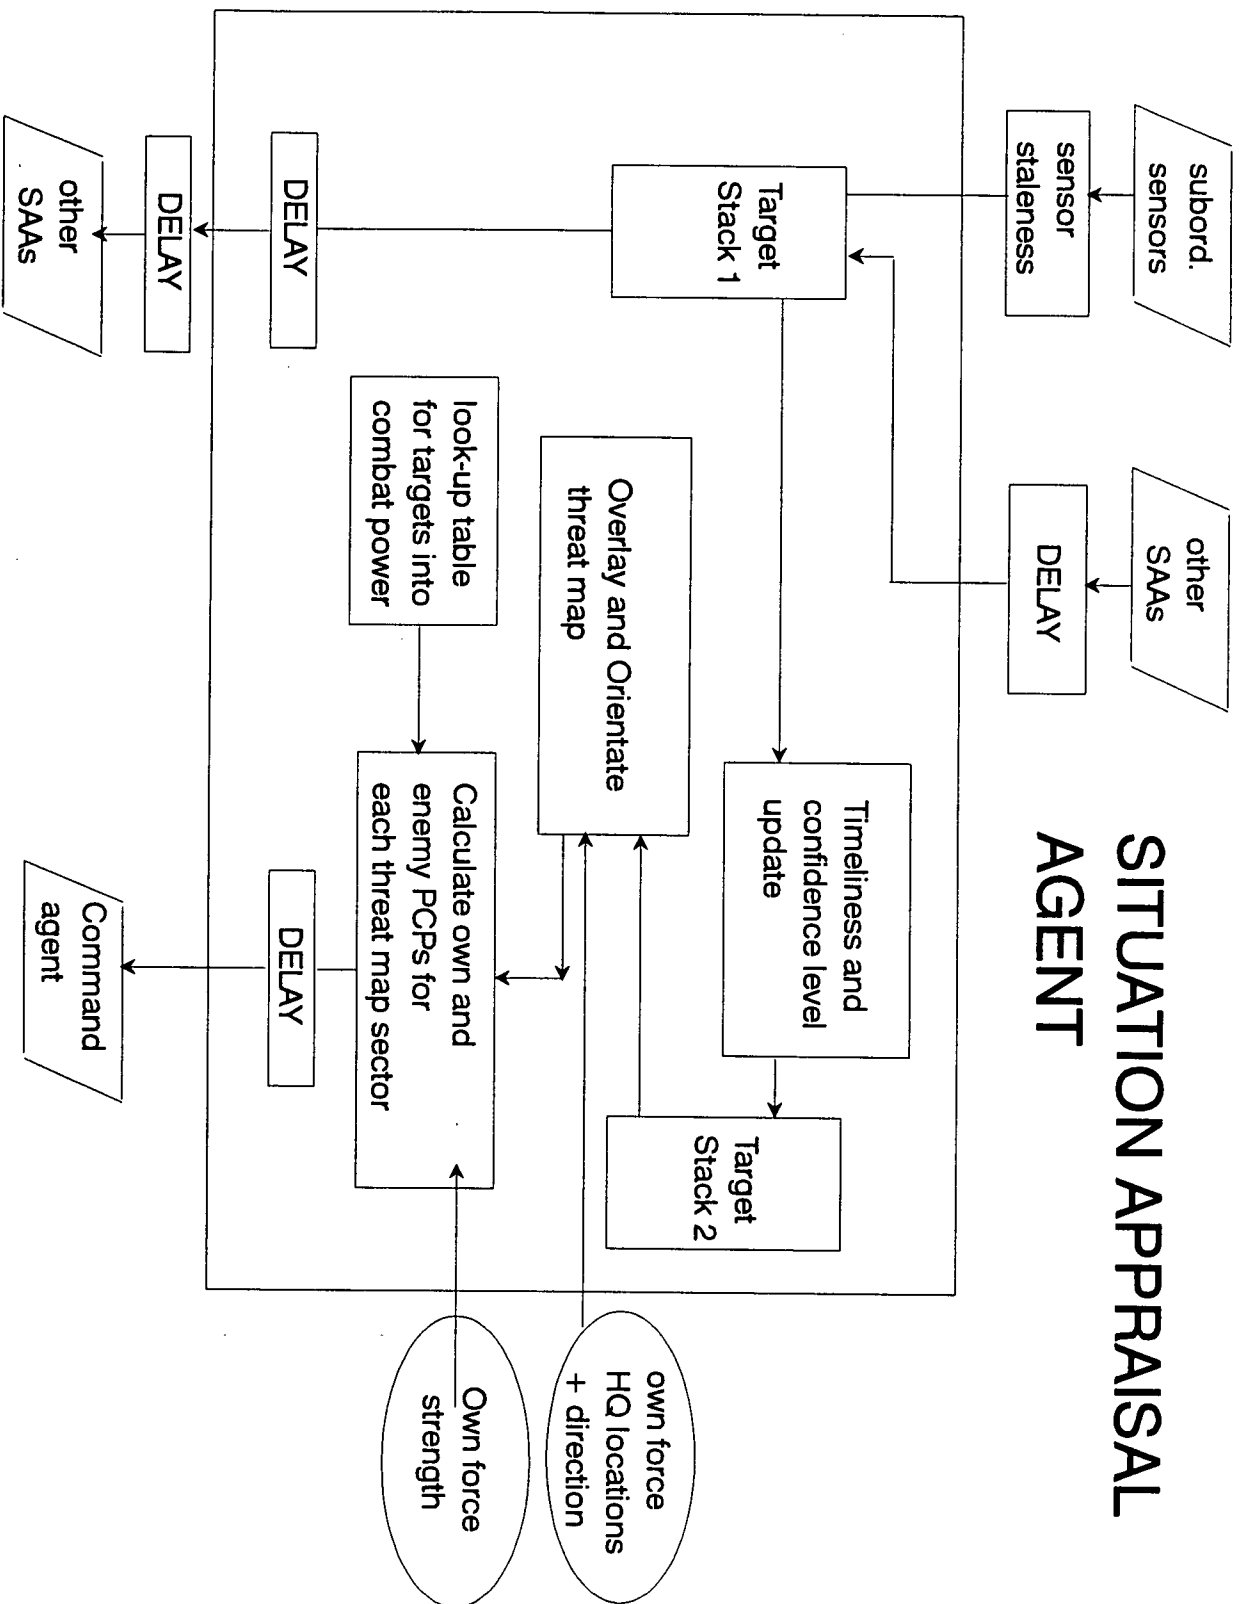 SITUATION APPRAISAL
AGENT
subord.
sensors
other
SAAs
sensor
staleness
DELAY
Target
Stack 1
Timeliness and
confidence level
update
Target
Stack 2
Overlay and Orientate
threat map
own force
HQ locations
+ direction
look-up table
for targets into
combat power
Calculate own and
enemy PCPs for
each threat map sector
Own force
strength
DELAY
DELAY
DELAY
other
SAAs
Command
agent